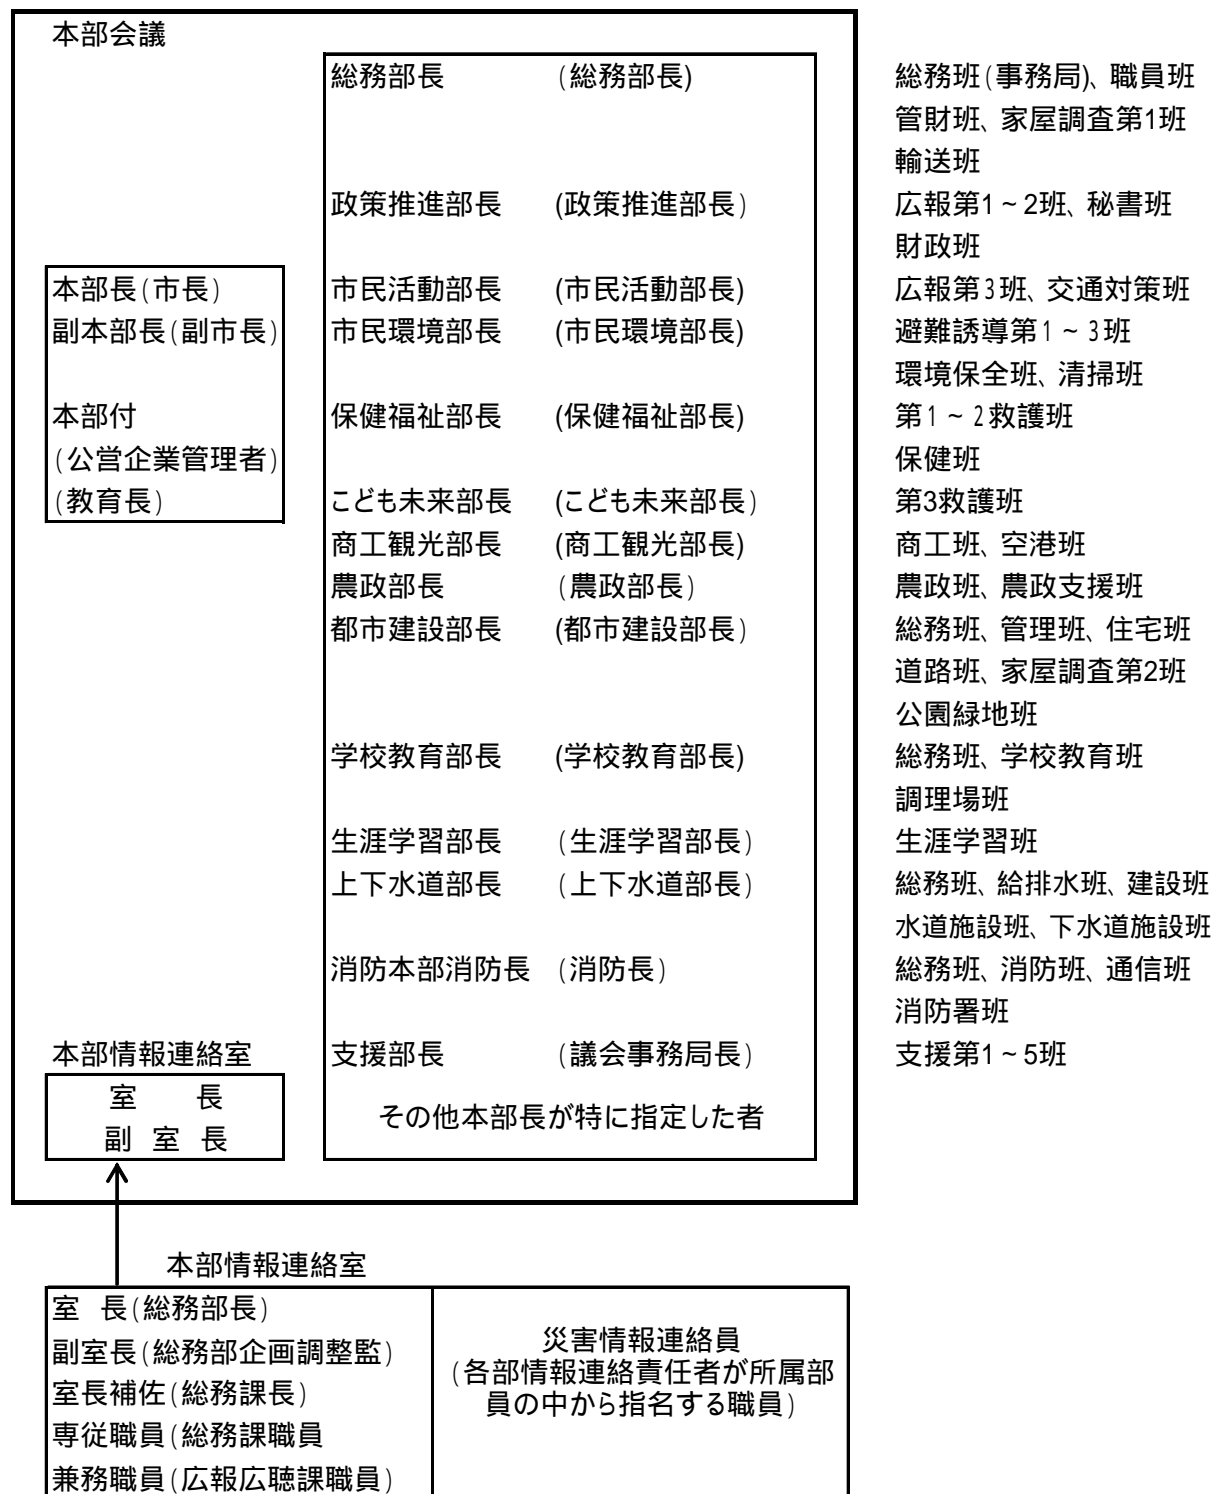 本部会議
総務部長 (総務部長) 総務班(事務局)、職員班
管財班、家屋調査第1班
輸送班
政策推進部長 (政策推進部長) 広報第1~2班、秘書班
財政班
本部長(市長) 市民活動部長 (市民活動部長) 広報第3班、交通対策班
副本部長(副市長) 市民環境部長 (市民環境部長) 避難誘導第1~3班
環境保全班、清掃班
本部付 保健福祉部長 (保健福祉部長) 第1~2救護班
(公営企業管理者) 保健班
(教育長) こども未来部長 (こども未来部長) 第3救護班
商工観光部長 (商工観光部長) 商工班、空港班
農政部長 (農政部長) 農政班、農政支援班
都市建設部長 (都市建設部長) 総務班、管理班、住宅班
道路班、家屋調査第2班
公園緑地班
学校教育部長 (学校教育部長) 総務班、学校教育班
調理場班
生涯学習部長 (生涯学習部長) 生涯学習班
上下水道部長 (上下水道部長) 総務班、給排水班、建設班
水道施設班、下水道施設班
消防本部消防長 (消防長) 総務班、消防班、通信班
消防署班
本部情報連絡室 支援部長 (議会事務局長) 支援第1~5班
室 長
その他本部長が特に指定した者
副 室 長
本部情報連絡室
室 長(総務部長)
副室長(総務部企画調整監)
室長補佐(総務課長)
専従職員(総務課職員
兼務職員(広報広聴課職員)
災害情報連絡員
(各部情報連絡責任者が所属部
員の中から指名する職員)